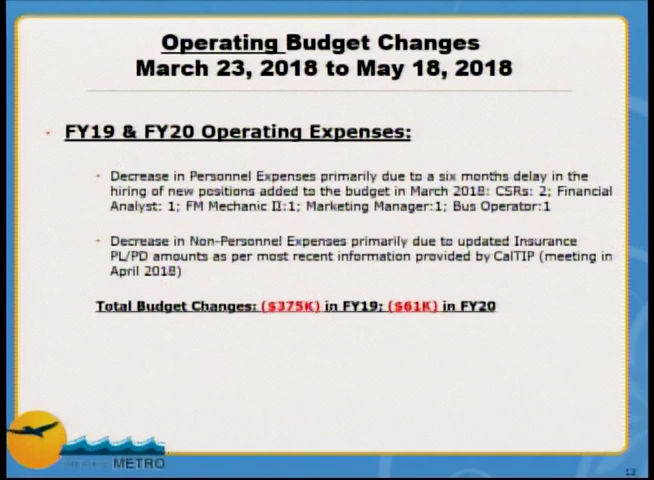 Operating Budget Changes
March 23, 2018 to May 18, 2018
FY19 & FY20 Operating Expenses:
- Decrease in Personnel Expenses primarily due to a six months delay in the
hiring of new positions added to the budget in March 2018: CSRs: 2; Financial
Analyst: 1; FM Mechanic II:1; Marketing Manager:1; Bus Operator:1
- Decrease in Non-Personnel Expenses primarily due to updated Insurance
PL/PD amounts as per most recent information provided by CalTIP (meeting in
April 2018)
Total Budget Changes: ($375K) in FY19; ($61K) in FY20
METRO